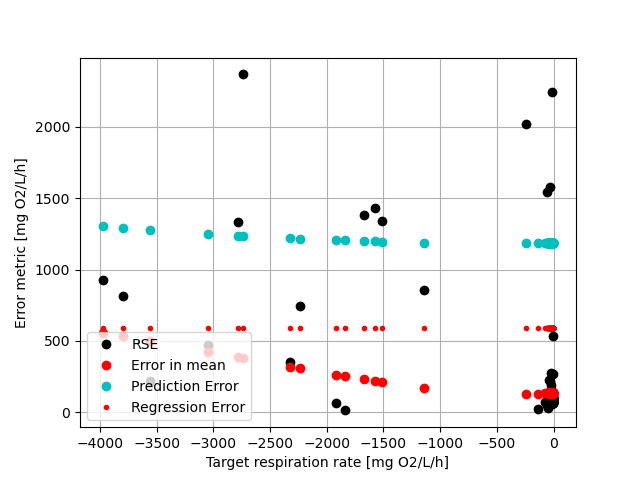 Error metric [mg O2/L/h]
2000
1500
1000
500
0
RSE
Error in mean
Prediction Error
Regression Error
−4000 −3500 −3000 −2500 −2000 −1500 −1000 −500 0
Target respiration rate [mg O2/L/h]